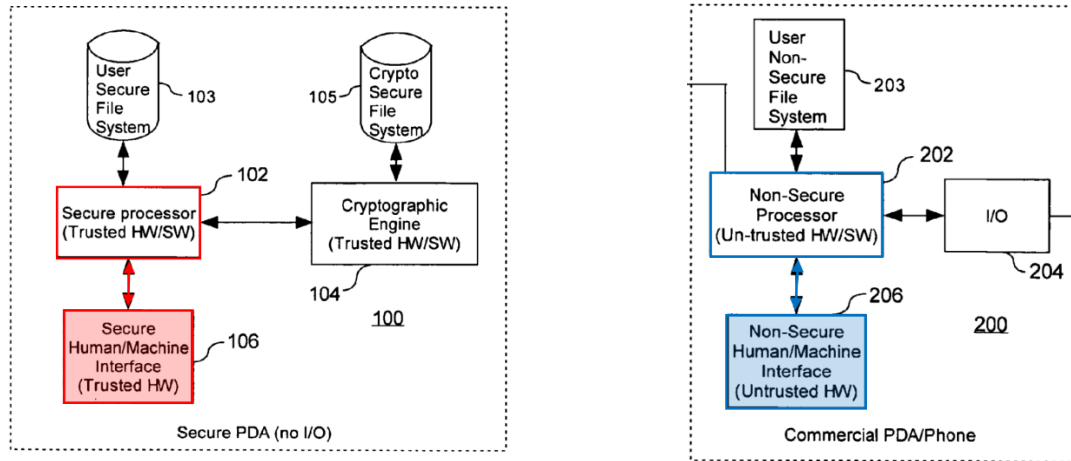 User
Secure
File
System
103
Crypto
Secure
File
System
105
102
Secure processor
(Trusted HW/SW)
Cryptographic
Engine
(Trusted HW/SW)
104
100
Secure
Human/Machine
Interface
(Trusted HW)
106
Secure PDA (no I/O)
User
Non-
Secure
File
System
203
202
Non-Secure
Processor
(Un-trusted HW/SW)
I/O
204
206
Non-Secure
Human/Machine
Interface
(Untrusted HW)
200
Commercial PDA/Phone